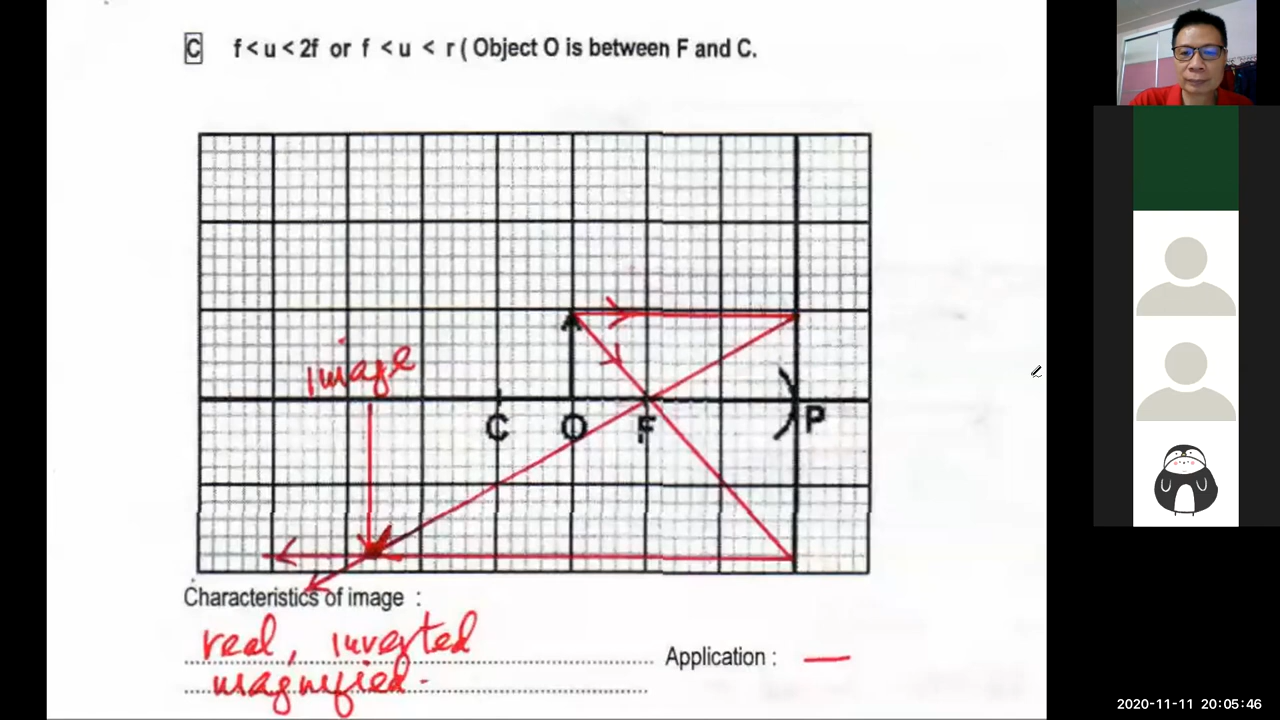 C f < u < 2f or f < u < r ( Object O is between F and C.
image
C O F P
Characteristics of image :
real, inverted
Application : —
magnified.
2020-11-11 20:05:46